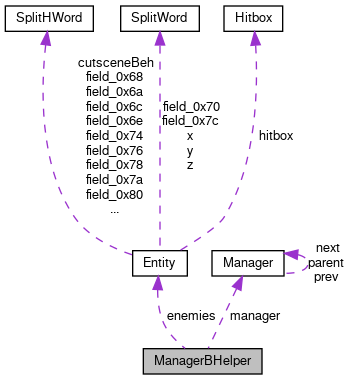 SplitHWord
SplitWord
Hitbox
cutsceneBeh
field_0x68
field_0x6a
field_0x6c
field_0x6e
field_0x74
field_0x76
field_0x78
field_0x7a
field_0x80
...
field_0x70
field_0x7c
x
y
z
hitbox
Entity
Manager
next
parent
prev
enemies
manager
ManagerBHelper